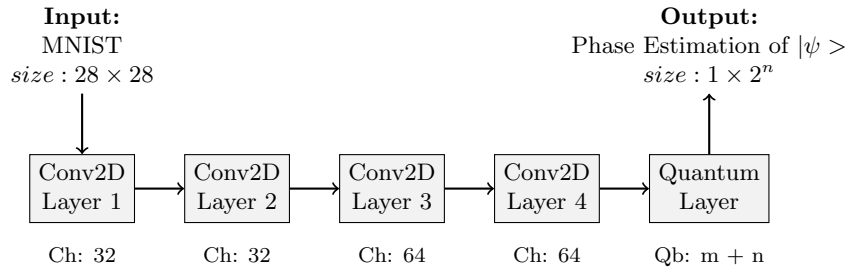 Input:
MNIST
size : 28 × 28
Output:
Phase Estimation of |ψ >
size : 1 × 2ⁿ
Conv2D
Layer 1
Conv2D
Layer 2
Conv2D
Layer 3
Conv2D
Layer 4
Quantum
Layer
Ch: 32
Ch: 32
Ch: 64
Ch: 64
Qb: m + n